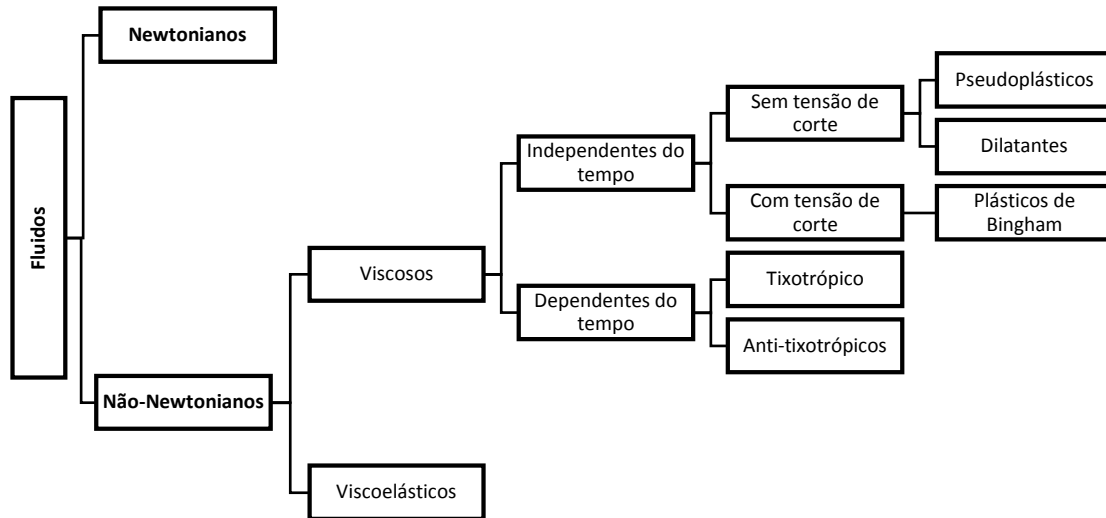 Fluidos
Newtonianos
Não-Newtonianos
Viscosos
Viscoelásticos
Independentes do
tempo
Dependentes do
tempo
Sem tensão de
corte
Com tensão de
corte
Tixotrópico
Anti-tixotrópicos
Pseudoplásticos
Dilatantes
Plásticos de
Bingham